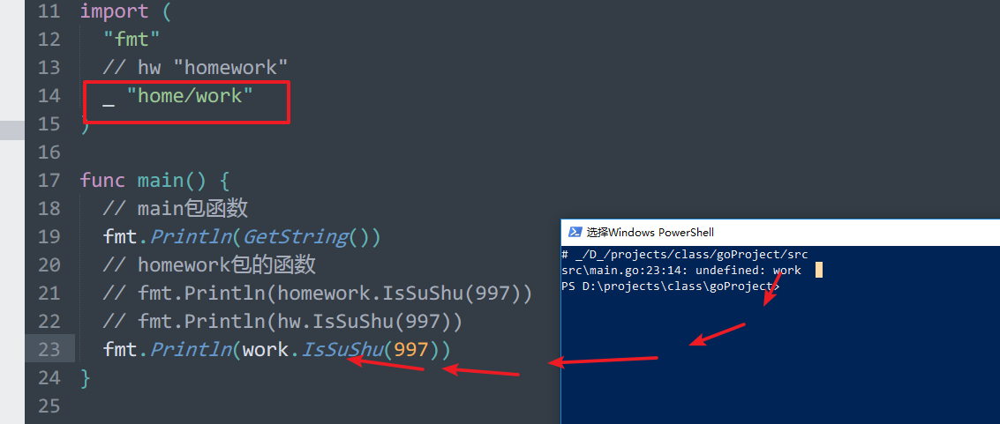 11 import (
12 "fmt"
13 // hw "homework"
14 _ "home/work"
15 )
16
17 func main() {
18 // main包函数
19 fmt.Println(GetString())
20 // homework包的函数
21 // fmt.Println(homework.IsSuShu(997))
22 // fmt.Println(hw.IsSuShu(997))
23 fmt.Println(work.IsSuShu(997))
24 }
25
选择Windows PowerShell
# _/D_/projects/class/goProject/src
src\main.go:23:14: undefined: work
PS D:\projects\class\goProject>